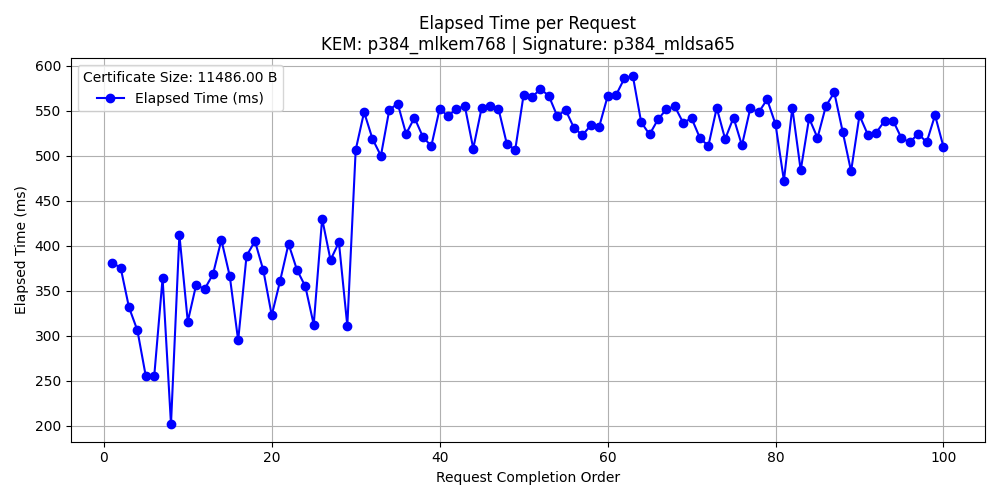 Elapsed Time per Request
KEM: p384_mlkem768 | Signature: p384_mldsa65
Certificate Size: 11486.00 B
Elapsed Time (ms)
600
550
500
450
400
350
300
250
200
Elapsed Time (ms)
0 20 40 60 80 100
Request Completion Order